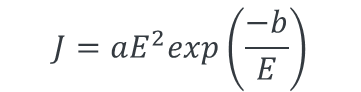 J = aE²exp(−b/E)